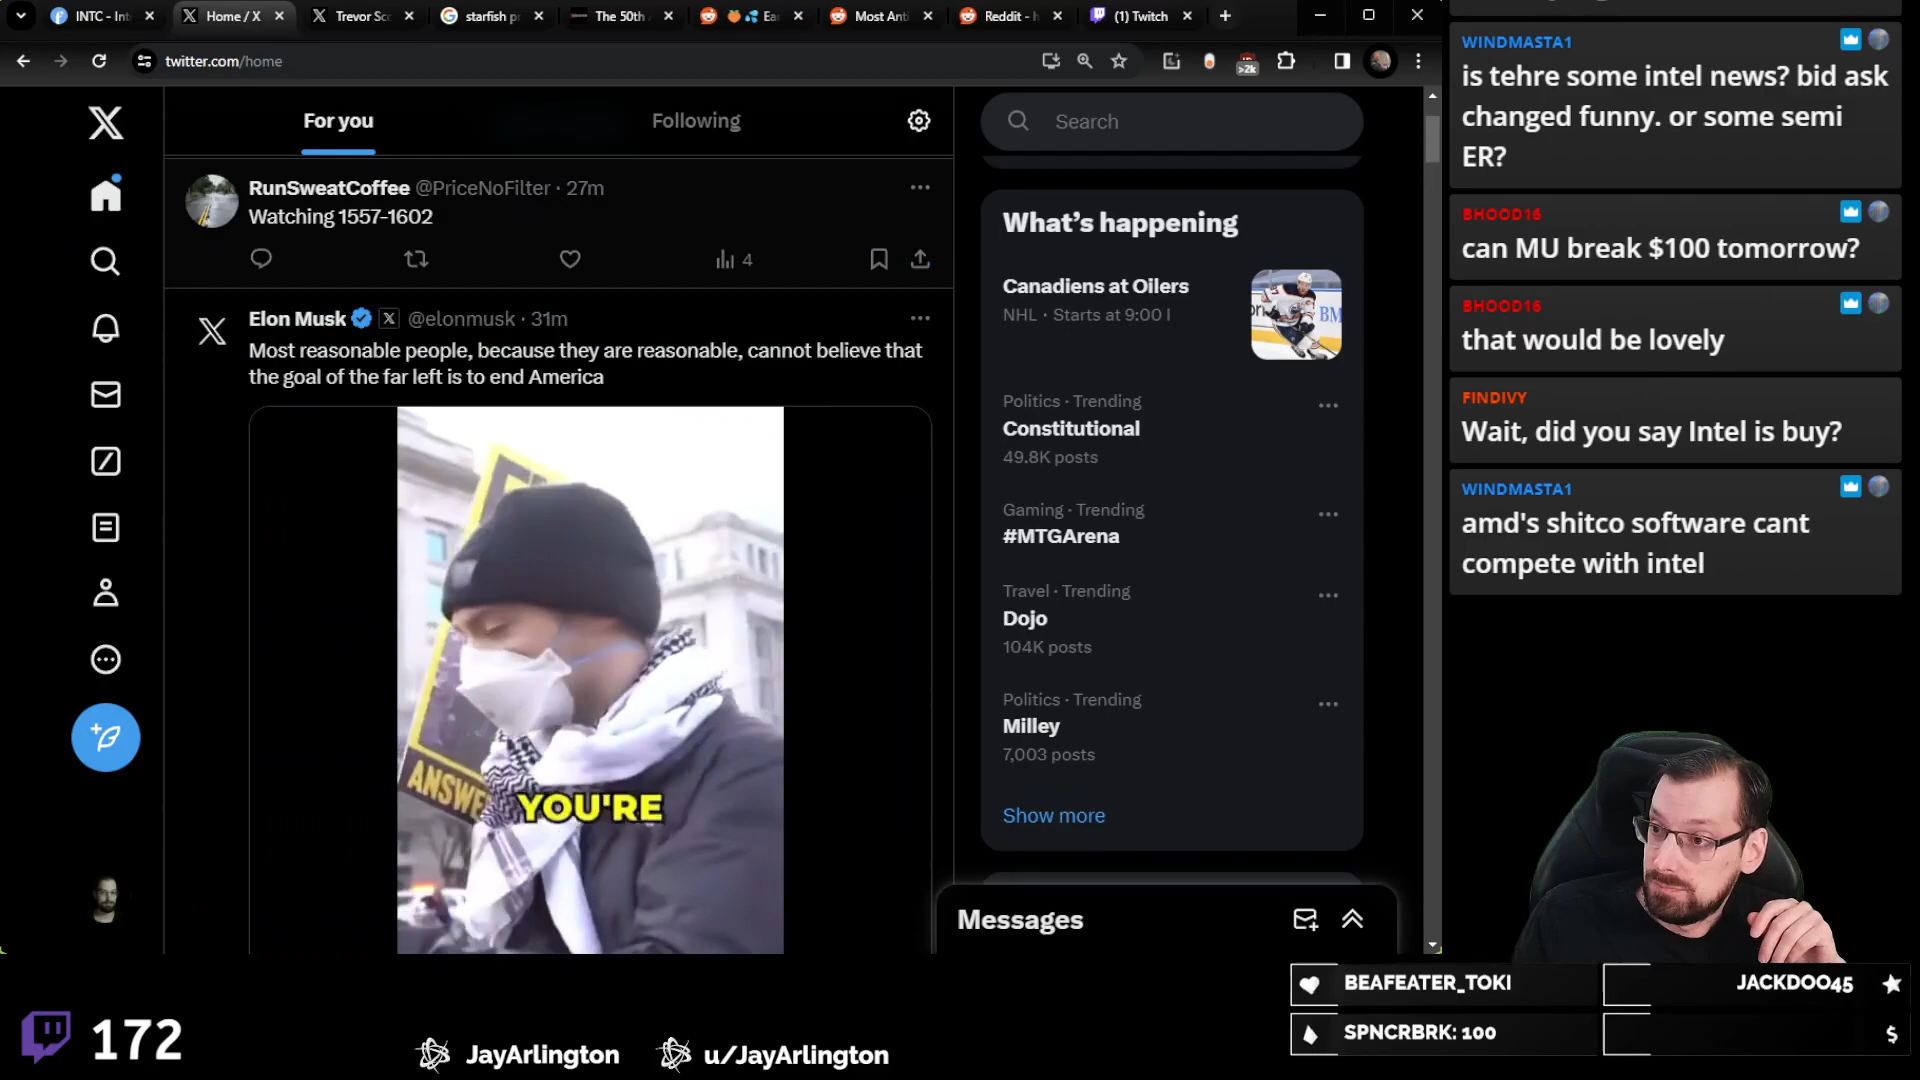 INTC - Int
Home / X
Trevor Sc
starfish p
The 50th
Ea
Most Anti
Reddit - h
(1) Twitch
twitter.com/home
>2k
For you
Following
Search
RunSweatCoffee @PriceNoFilter · 27m
Watching 1557-1602
4
Elon Musk @elonmusk · 31m
Most reasonable people, because they are reasonable, cannot believe that
the goal of the far left is to end America
ANSWE
YOU'RE
What's happening
Canadiens at Oilers
NHL · Starts at 9:00
BM
Politics · Trending
Constitutional
49.8K posts
Gaming · Trending
#MTGArena
Travel · Trending
Dojo
104K posts
Politics · Trending
Milley
7,003 posts
Show more
Messages
WINDMASTA1
is tehre some intel news? bid ask
changed funny. or some semi
ER?
BHOOD16
can MU break $100 tomorrow?
BHOOD16
that would be lovely
FINDIVY
Wait, did you say Intel is buy?
WINDMASTA1
amd's shitco software cant
compete with intel
BEAFEATER_TOKI
JACKDOO45
SPNCRBRK: 100
$
172
JayArlington
u/JayArlington